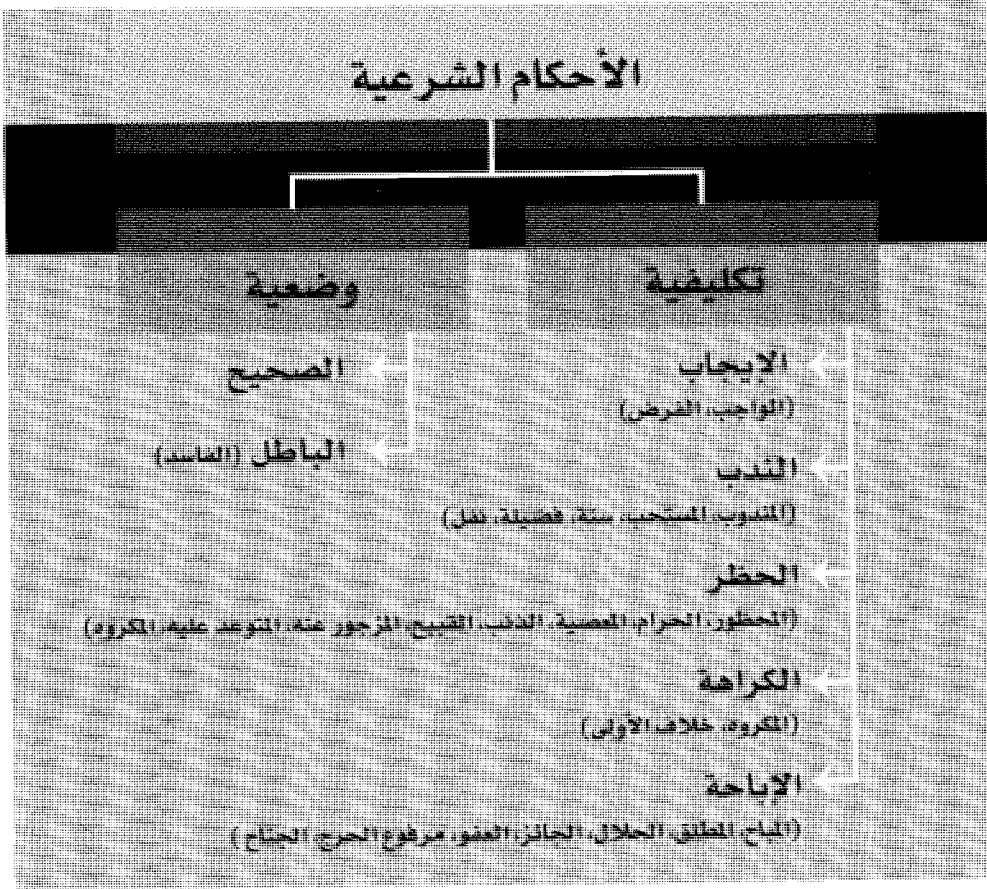 الأحكام الشرعية
تكليفية
الإيجاب
(الواجب، الفرض)
الندب
(المندوب، المستحب، سنة، فضيلة، نفل)
الحظر
(المحظور، الحرام، المعصية، الذنب، القبيح، المزجور عنه، المتوعد عليه، المكروه)
الكراهة
(المكروه، خلاف الأولى)
الإباحة
(المباح، المطلق، الحلال، الجائز، العفو، مرفوع الحرج، الجناح)
وضعية
الصحيح
الباطل (الفاسد)